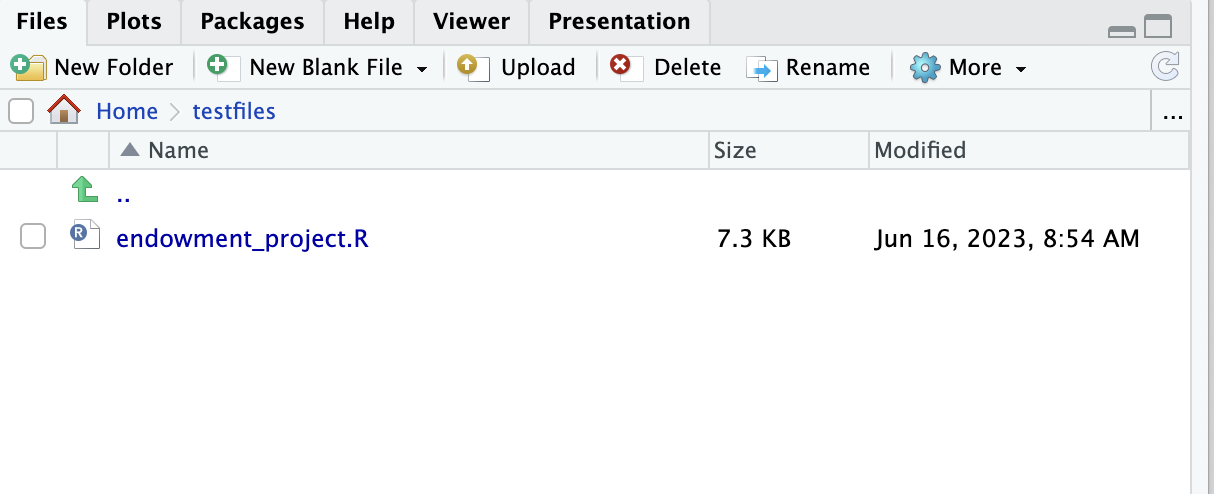 Files Plots Packages Help Viewer Presentation
New Folder New Blank File Upload Delete Rename More
Home testfiles ...
Name Size Modified
..
R endowment_project.R 7.3 KB Jun 16, 2023, 8:54 AM